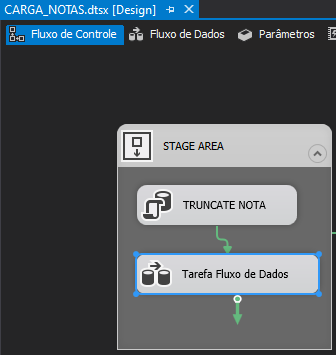 CARGA_NOTAS.dtsx [Design]
Fluxo de Controle Fluxo de Dados Parâmetros
STAGE AREA
TRUNCATE NOTA
Tarefa Fluxo de Dados